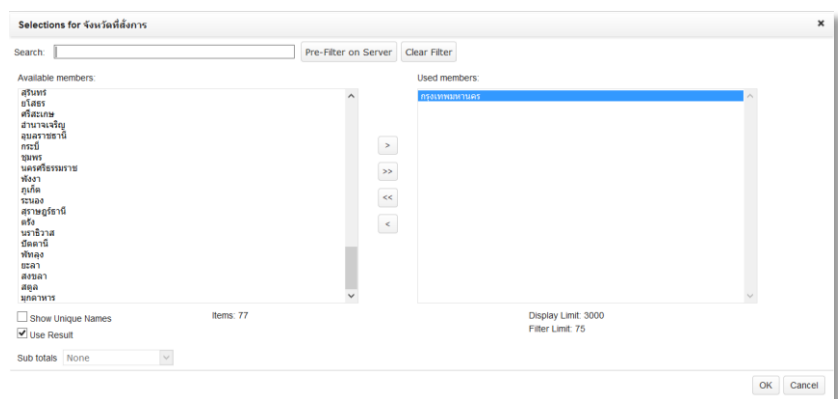 Selections for จังหวัดที่สั่งการ
Search:
Pre-Filter on Server
Clear Filter
Available members:
สุรินทร์
ยโสธร
ศรีสะเกษ
อำนาจเจริญ
อุบลราชธานี
กระบี่
ชุมพร
นครศรีธรรมราช
พังงา
ภูเก็ต
ระนอง
สุราษฎร์ธานี
ตรัง
นราธิวาส
ปัตตานี
พัทลุง
ยะลา
สงขลา
สตูล
มุกดาหาร
>
>>
<<
<
Used members:
กรุงเทพมหานคร
Show Unique Names
Items: 77
Use Result
Display Limit: 3000
Filter Limit: 75
Sub totals None
OK
Cancel